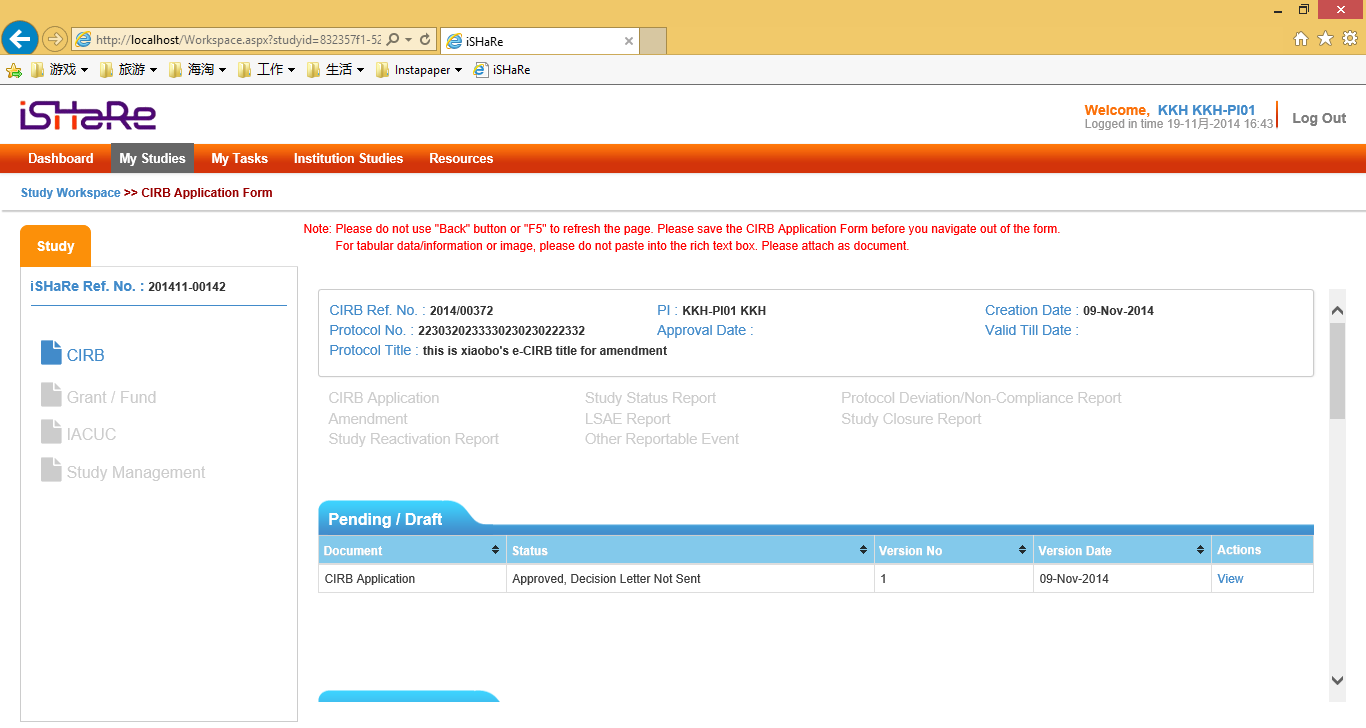 http://localhost/Workspace.aspx?studyid=832357f1-52
iSHaRe
游戏
旅游
海淘
工作
生活
Instapaper
iSHaRe
iSHaRe
Welcome, KKH KKH-PI01
Logged in time 19-11月-2014 16:43
Log Out
Dashboard
My Studies
My Tasks
Institution Studies
Resources
Study Workspace >> CIRB Application Form
Note: Please do not use "Back" button or "F5" to refresh the page. Please save the CIRB Application Form before you navigate out of the form.
For tabular data/information or image, please do not paste into the rich text box. Please attach as document.
Study
iSHaRe Ref. No. : 201411-00142
CIRB
Grant / Fund
IACUC
Study Management
CIRB Ref. No. : 2014/00372
PI : KKH-PI01 KKH
Creation Date : 09-Nov-2014
Protocol No. : 2230320233330230230222332
Approval Date :
Valid Till Date :
Protocol Title : this is xiaobo's e-CIRB title for amendment
CIRB Application
Study Status Report
Protocol Deviation/Non-Compliance Report
Amendment
LSAE Report
Study Closure Report
Study Reactivation Report
Other Reportable Event
Pending / Draft
Document
Status
Version No
Version Date
Actions
CIRB Application
Approved, Decision Letter Not Sent
1
09-Nov-2014
View